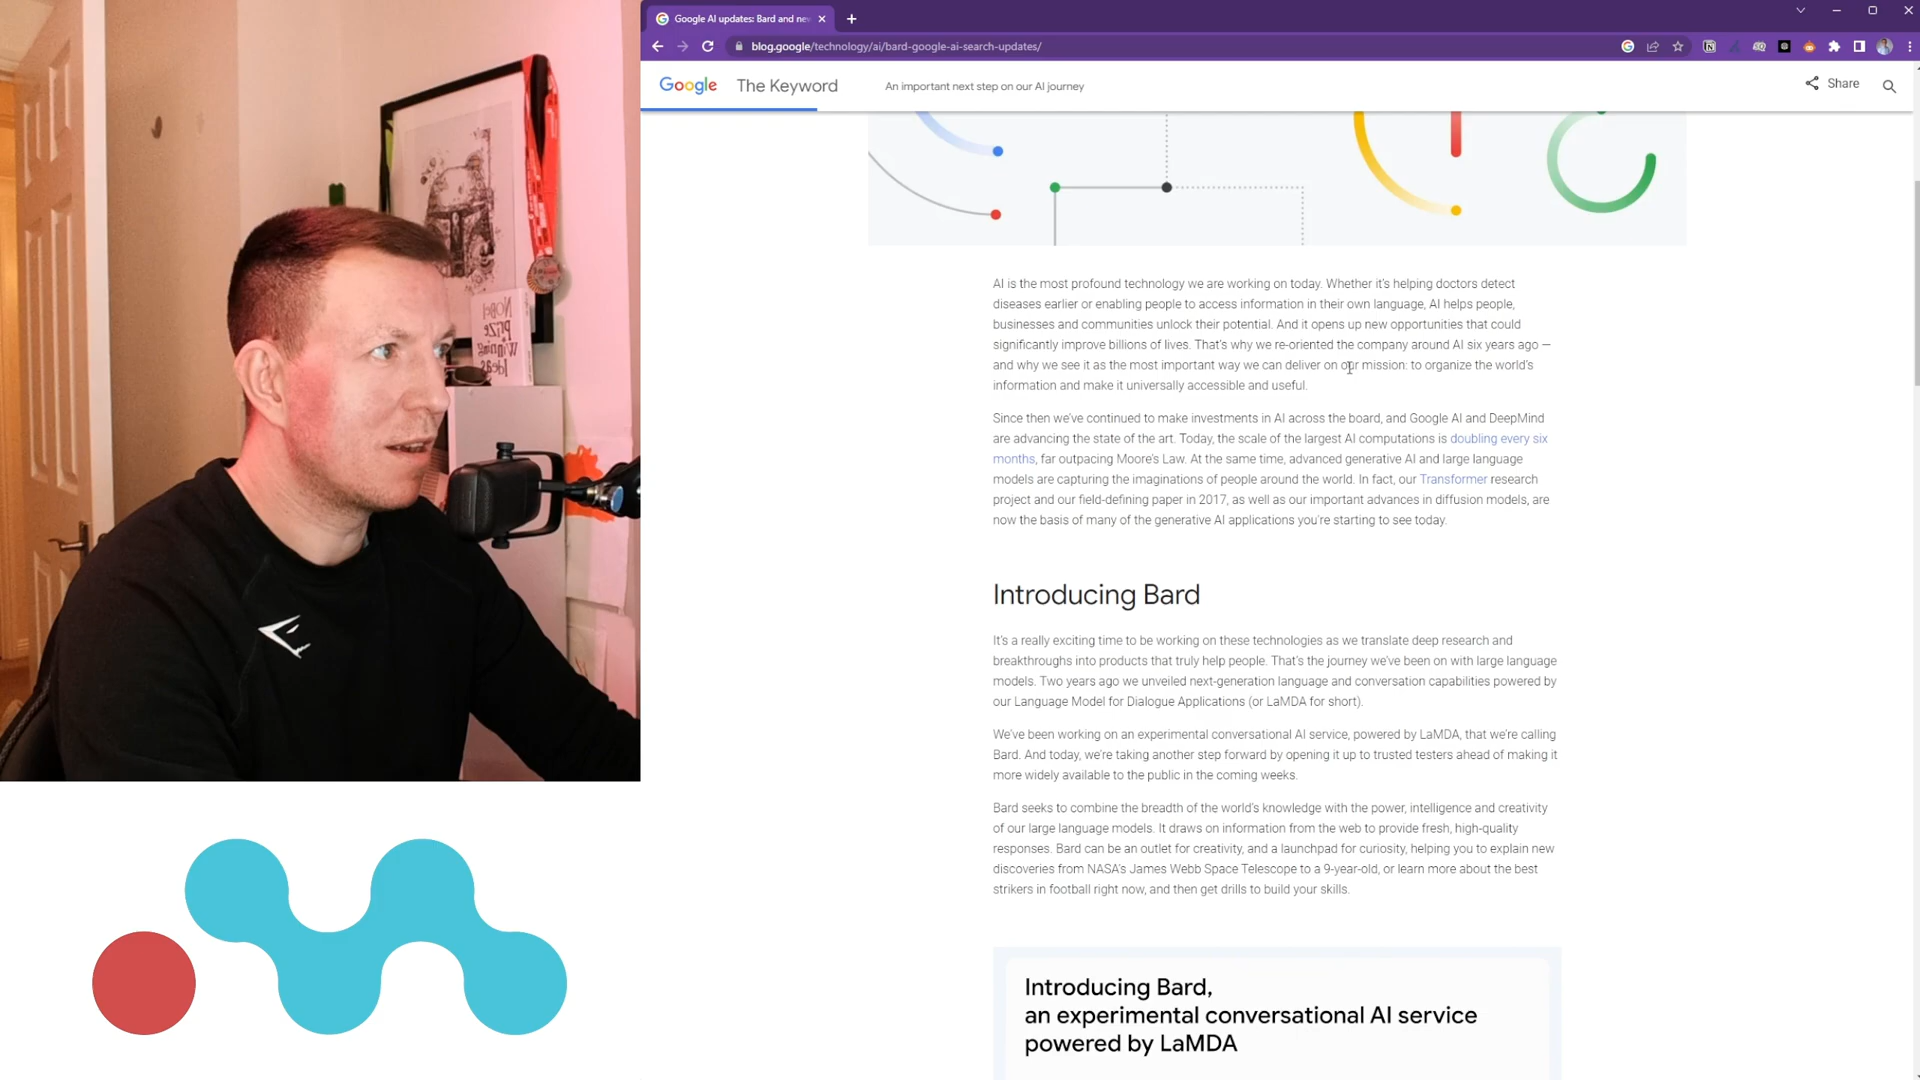 Google AI updates: Bard and new
blog.google/technology/ai/bard-google-ai-search-updates/
Google The Keyword An important next step on our AI journey Share
AI is the most profound technology we are working on today. Whether it's helping doctors detect
diseases earlier or enabling people to access information in their own language, AI helps people,
businesses and communities unlock their potential. And it opens up new opportunities that could
significantly improve billions of lives. That's why we re-oriented the company around AI six years ago —
and why we see it as the most important way we can deliver on our mission: to organize the world's
information and make it universally accessible and useful.
Since then we've continued to make investments in AI across the board, and Google AI and DeepMind
are advancing the state of the art. Today, the scale of the largest AI computations is doubling every six
months, far outpacing Moore's Law. At the same time, advanced generative AI and large language
models are capturing the imaginations of people around the world. In fact, our Transformer research
project and our field-defining paper in 2017, as well as our important advances in diffusion models, are
now the basis of many of the generative AI applications you're starting to see today.
Introducing Bard
It's a really exciting time to be working on these technologies as we translate deep research and
breakthroughs into products that truly help people. That's the journey we've been on with large language
models. Two years ago we unveiled next-generation language and conversation capabilities powered by
our Language Model for Dialogue Applications (or LaMDA for short).
We've been working on an experimental conversational AI service, powered by LaMDA, that we're calling
Bard. And today, we're taking another step forward by opening it up to trusted testers ahead of making it
more widely available to the public in the coming weeks.
Bard seeks to combine the breadth of the world's knowledge with the power, intelligence and creativity
of our large language models. It draws on information from the web to provide fresh, high-quality
responses. Bard can be an outlet for creativity, and a launchpad for curiosity, helping you to explain new
discoveries from NASA's James Webb Space Telescope to a 9-year-old, or learn more about the best
strikers in football right now, and then get drills to build your skills.
Introducing Bard,
an experimental conversational AI service
powered by LaMDA
Nobel
prize
Winning
Ideas